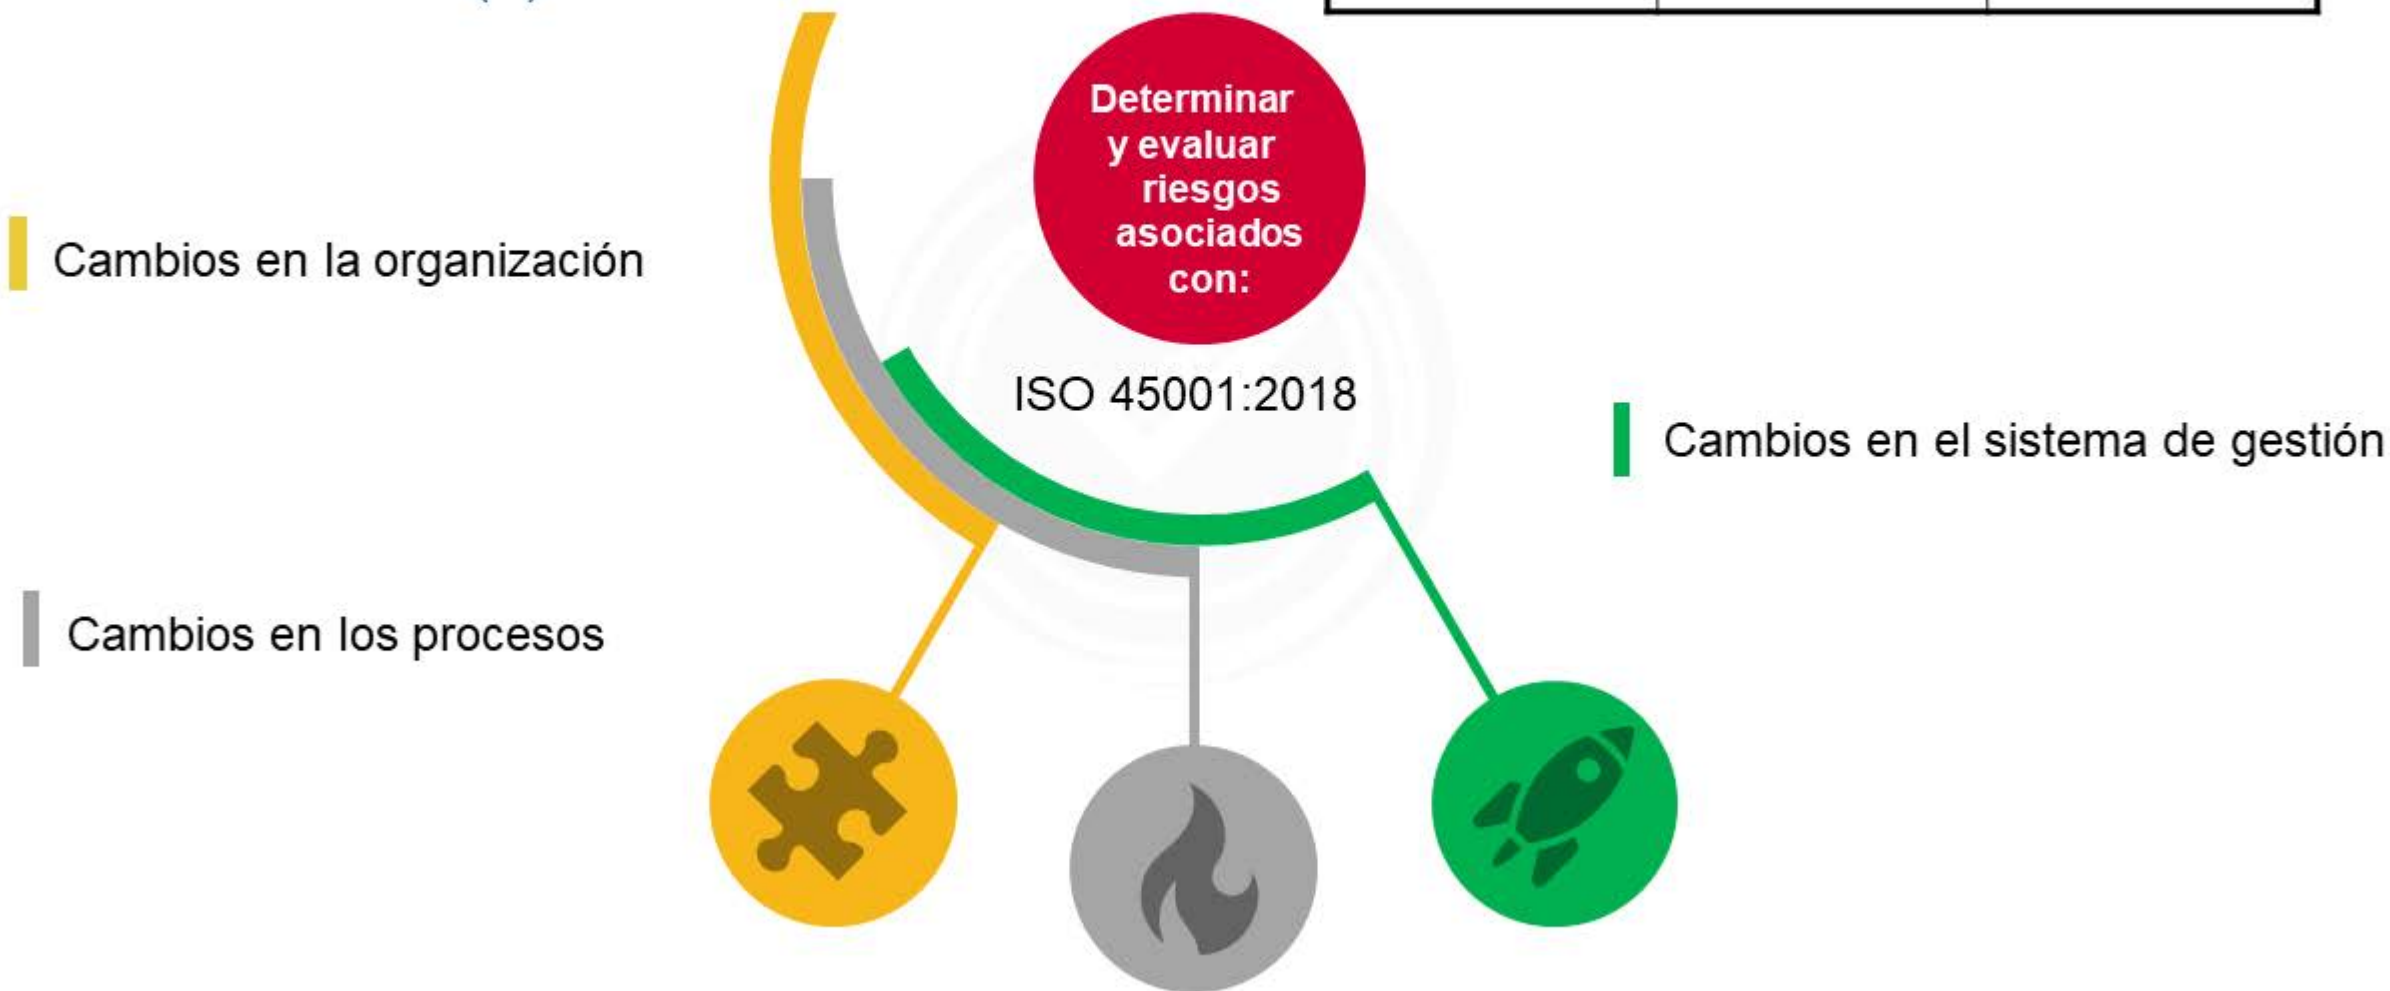 Determinar
y evaluar
riesgos
asociados
con:
Cambios en la organización
ISO 45001:2018
Cambios en el sistema de gestión
Cambios en los procesos